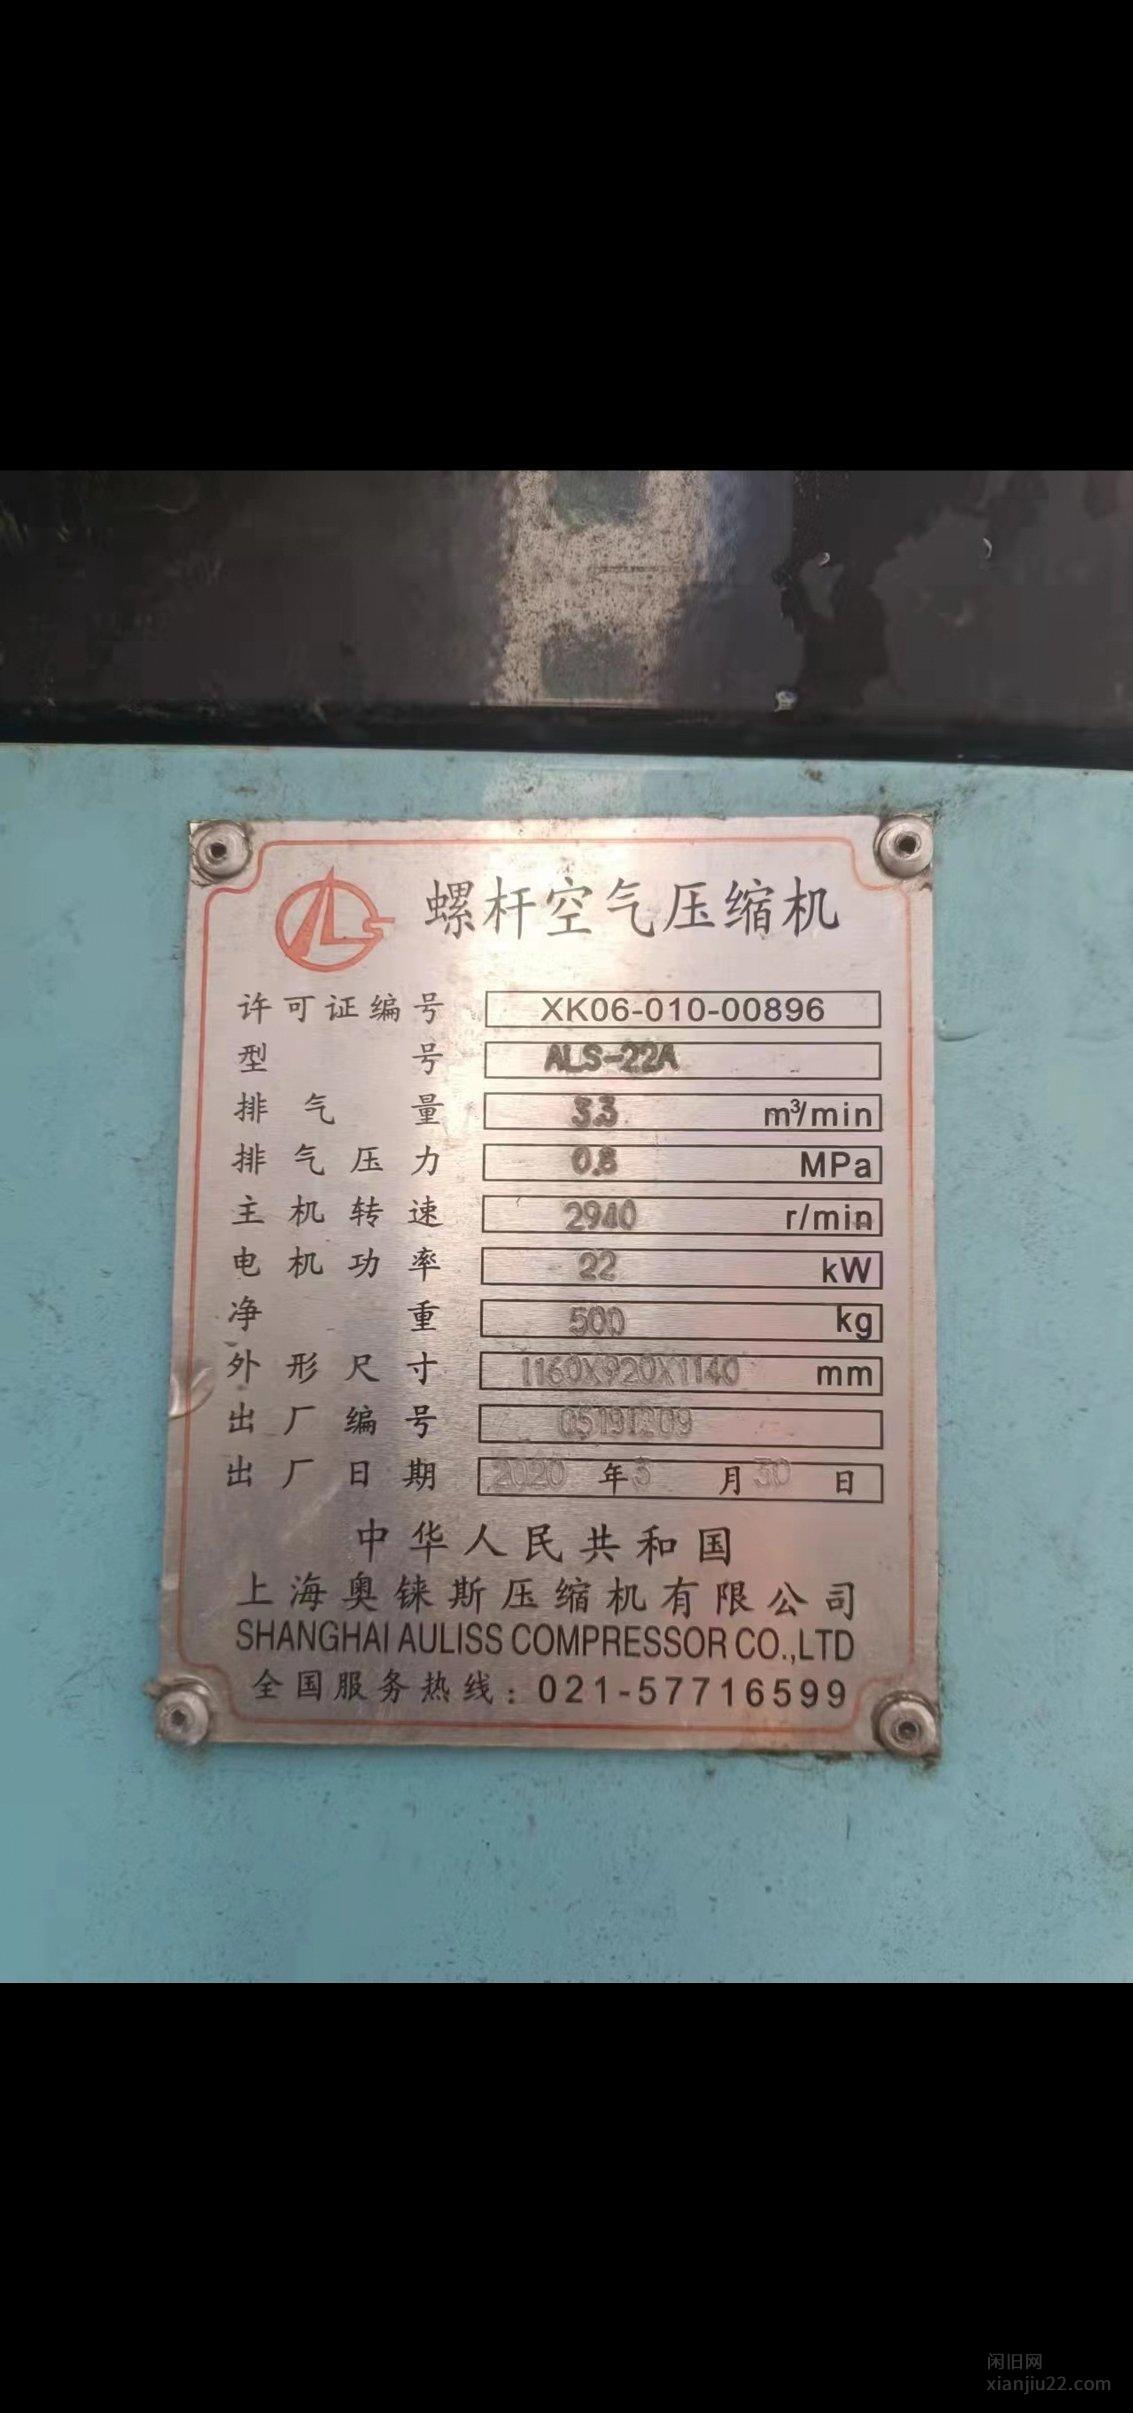 螺杆空气压缩机
许可证编号 XK06-010-00896
型号 ALS-22A
排气量 3.3 m³/min
排气压力 0.8 MPa
主机转速 2940 r/min
电机功率 22 kW
净重 500 kg
外形尺寸 1160X920X1140 mm
出厂编号 05191209
出厂日期 2020 年 3 月 30 日
中华人民共和国
上海奥铼斯压缩机有限公司
SHANGHAI AULISS COMPRESSOR CO.,LTD
全国服务热线：021-57716599
闲旧网
xianjiu22.com